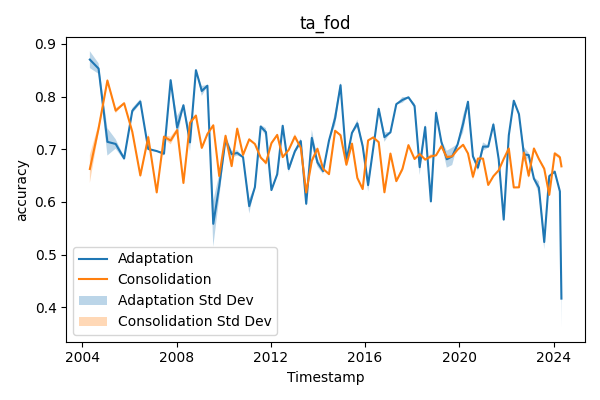 ta_fod
accuracy
0.9
0.8
0.7
0.6
0.5
0.4
Adaptation
Consolidation
Adaptation Std Dev
Consolidation Std Dev
2004 2008 2012 2016 2020 2024
Timestamp